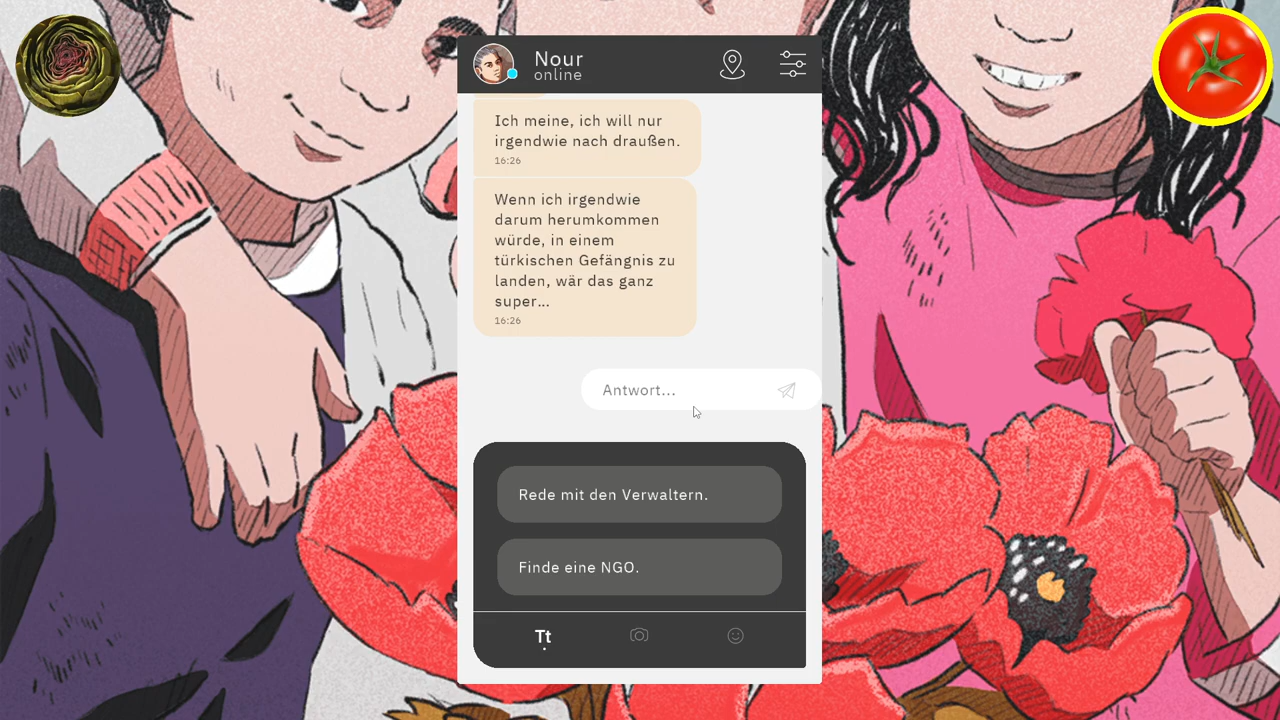 Nour
online
Ich meine, ich will nur
irgendwie nach draußen.
16:26
Wenn ich irgendwie
darum herumkommen
würde, in einem
türkischen Gefängnis zu
landen, wär das ganz
super...
16:26
Antwort...
Rede mit den Verwaltern.
Finde eine NGO.
Tt